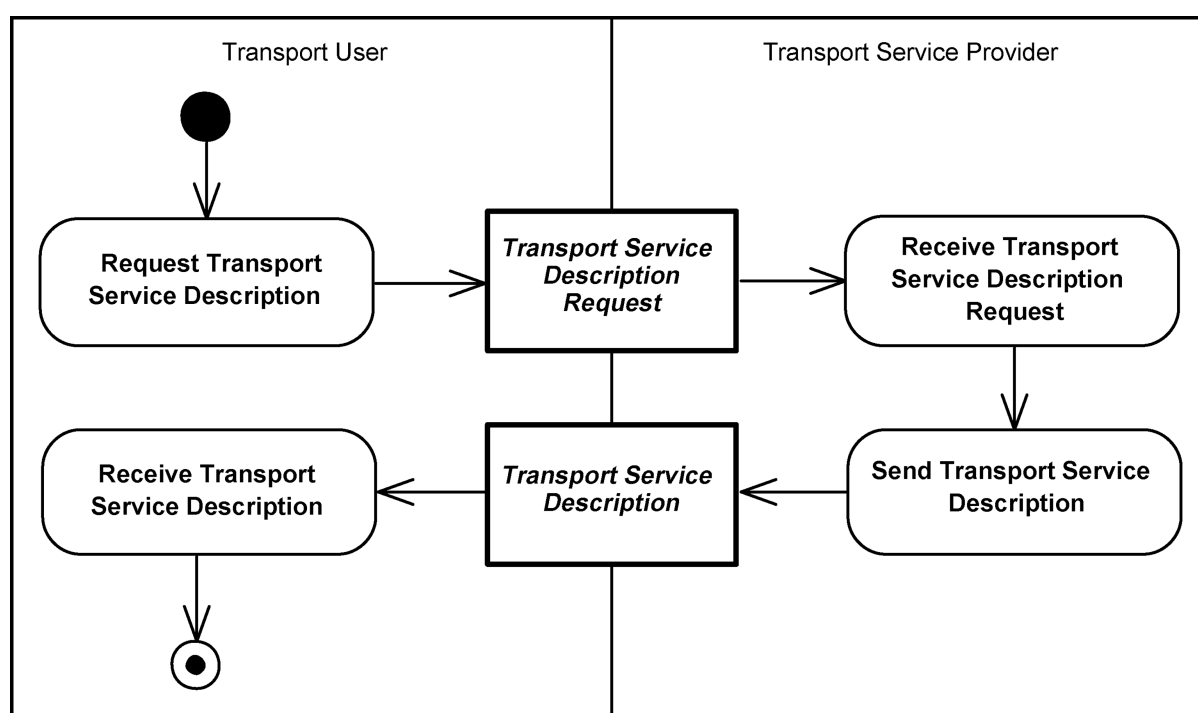 Transport User
Transport Service Provider
Request Transport
Service Description
Transport Service
Description
Request
Receive Transport
Service Description
Request
Receive Transport
Service Description
Transport Service
Description
Send Transport Service
Description